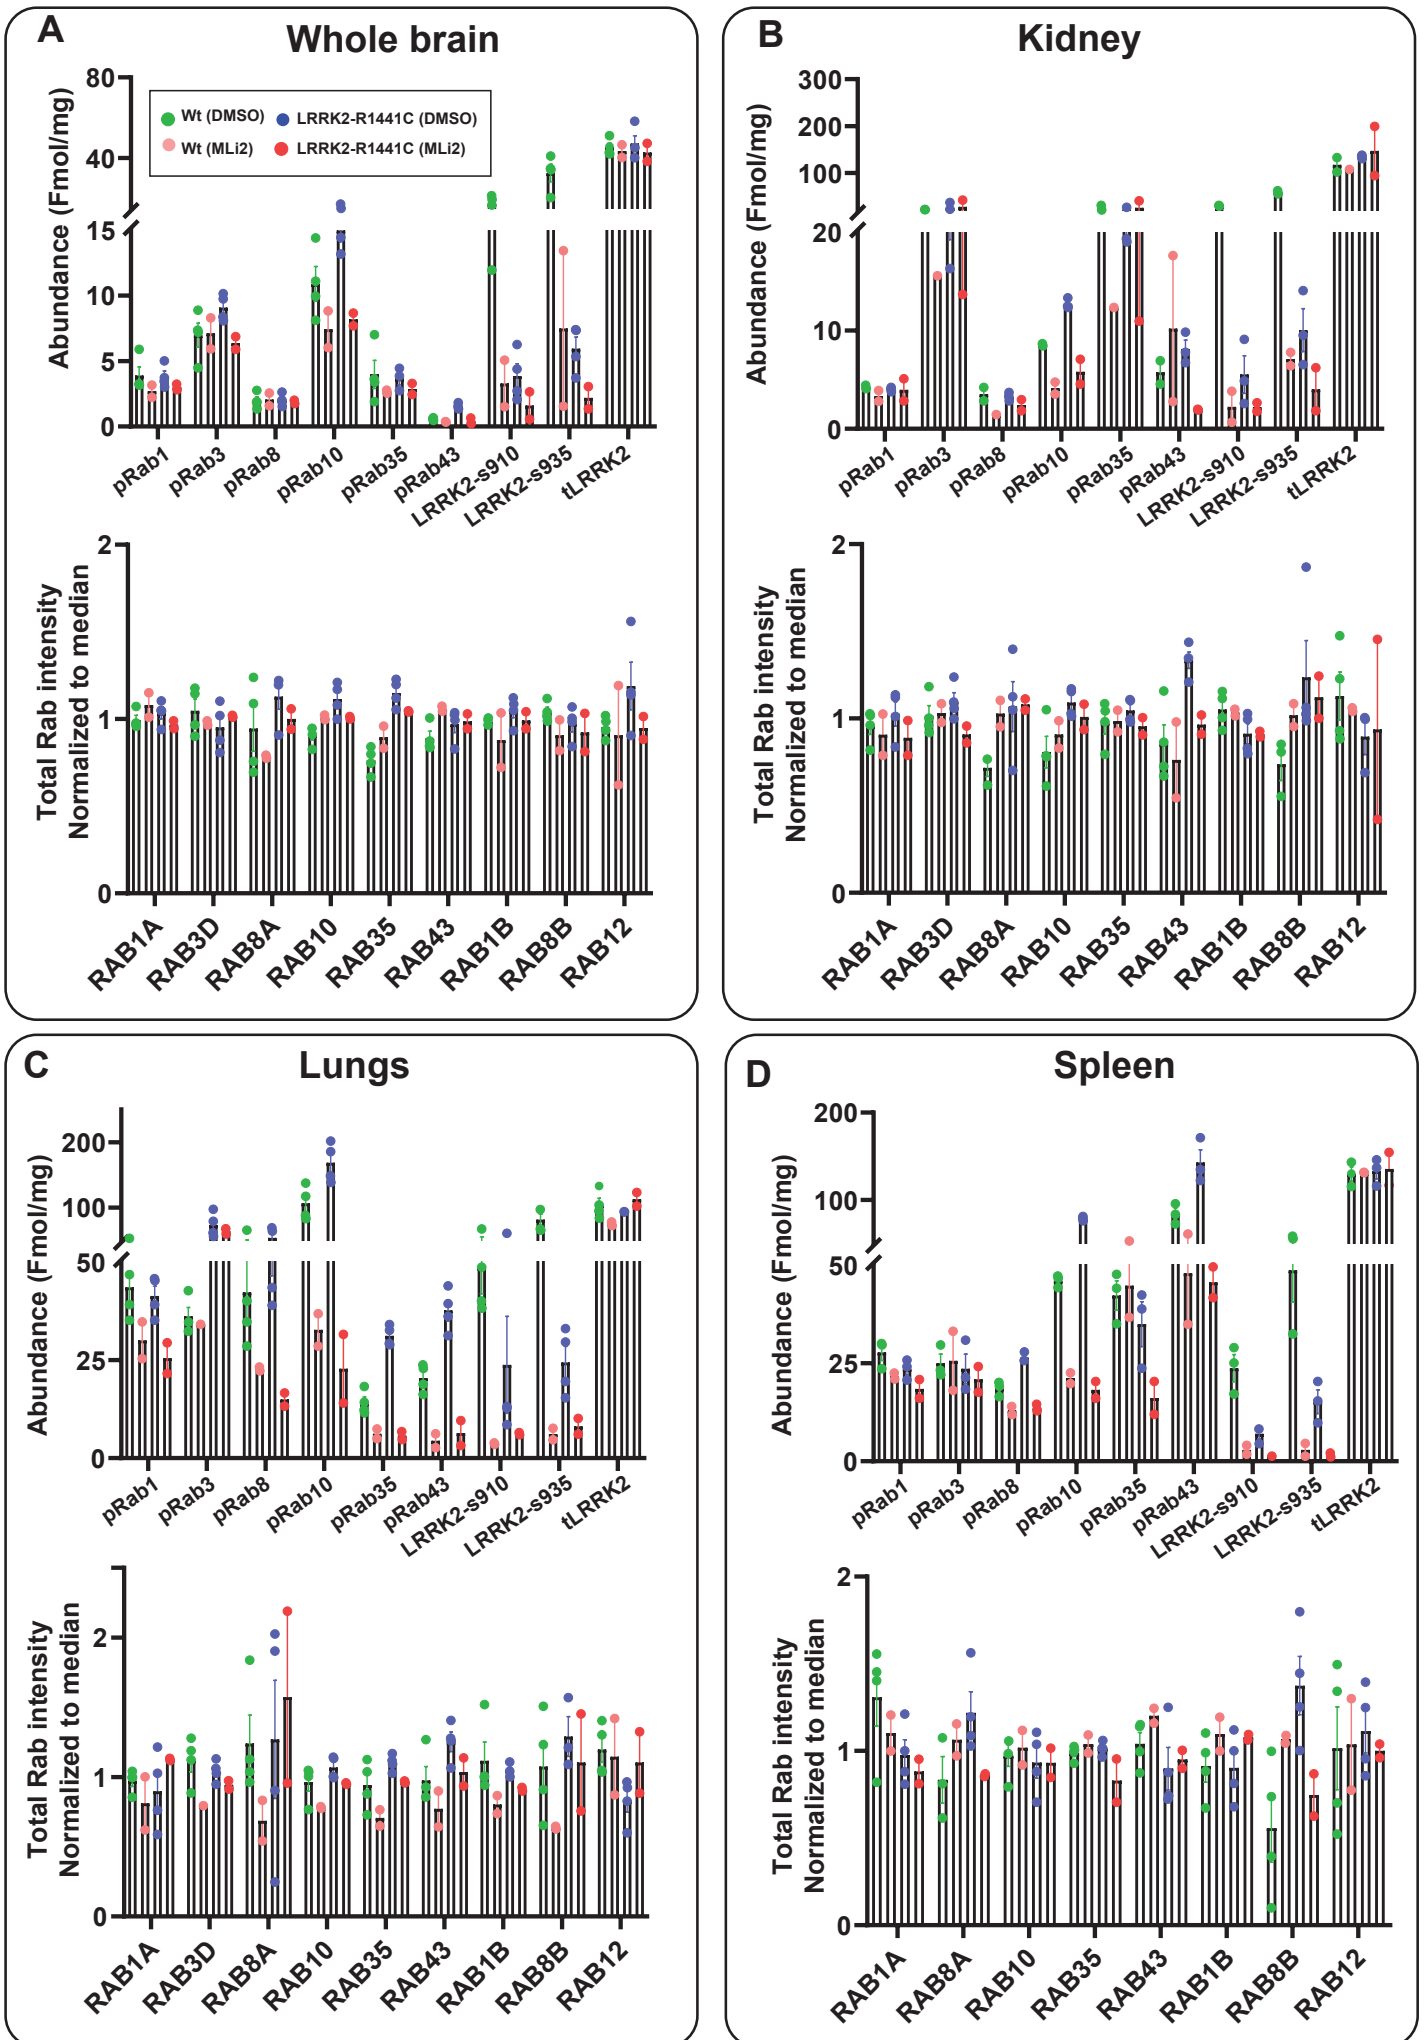 A
Whole brain
Abundance (Fmol/mg)
80
40
15
10
5
0
Wt (DMSO)
LRRK2-R1441C (DMSO)
Wt (MLi2)
LRRK2-R1441C (MLi2)
pRab1
pRab3
pRab8
pRab10
pRab35
pRab43
LRRK2-s910
LRRK2-s935
tLRRK2
Total Rab intensity
Normalized to median
2
1
0
RAB1A
RAB3D
RAB8A
RAB10
RAB35
RAB43
RAB1B
RAB8B
RAB12
B
Kidney
Abundance (Fmol/mg)
300
200
100
20
10
0
pRab1
pRab3
pRab8
pRab10
pRab35
pRab43
LRRK2-s910
LRRK2-s935
tLRRK2
Total Rab intensity
Normalized to median
2
1
0
RAB1A
RAB3D
RAB8A
RAB10
RAB35
RAB43
RAB1B
RAB8B
RAB12
C
Lungs
Abundance (Fmol/mg)
200
100
50
25
0
pRab1
pRab3
pRab8
pRab10
pRab35
pRab43
LRRK2-s910
LRRK2-s935
tLRRK2
Total Rab intensity
Normalized to median
2
1
0
RAB1A
RAB3D
RAB8A
RAB10
RAB35
RAB43
RAB1B
RAB8B
RAB12
D
Spleen
Abundance (Fmol/mg)
200
100
50
25
0
pRab1
pRab3
pRab8
pRab10
pRab35
pRab43
LRRK2-s910
LRRK2-s935
tLRRK2
Total Rab intensity
Normalized to median
2
1
0
RAB1A
RAB8A
RAB10
RAB35
RAB43
RAB1B
RAB8B
RAB12